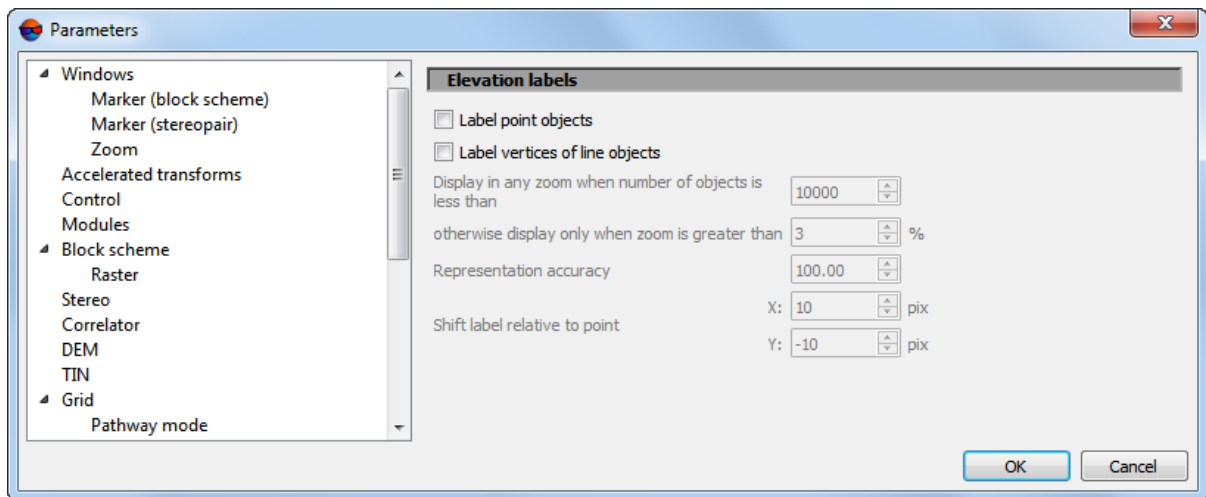 Parameters
Windows
Marker (block scheme)
Marker (stereopair)
Zoom
Accelerated transforms
Control
Modules
Block scheme
Raster
Stereo
Correlator
DEM
TIN
Grid
Pathway mode
Elevation labels
Label point objects
Label vertices of line objects
Display in any zoom when number of objects is
less than
10000
otherwise display only when zoom is greater than 3 %
Representation accuracy 100.00
Shift label relative to point
X: 10 pix
Y: -10 pix
OK Cancel